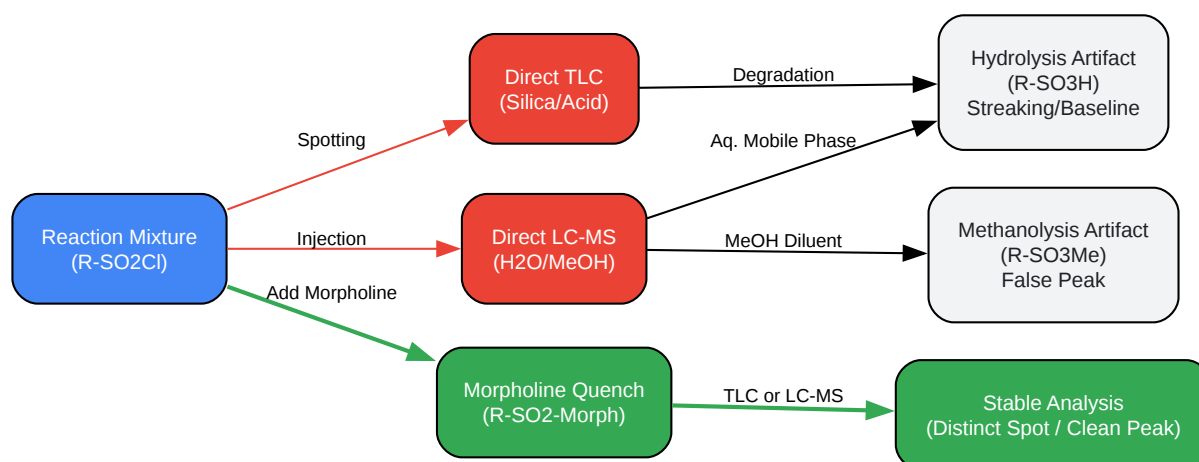 Direct TLC
(Silica/Acid)
Degradation
Hydrolysis Artifact
(R-SO3H)
Streaking/Baseline
Spotting
Aq. Mobile Phase
Reaction Mixture
(R-SO2Cl)
Injection
Direct LC-MS
(H2O/MeOH)
MeOH Diluent
Methanolysis Artifact
(R-SO3Me)
False Peak
Add Morpholine
Morpholine Quench
(R-SO2-Morph)
TLC or LC-MS
Stable Analysis
(Distinct Spot / Clean Peak)